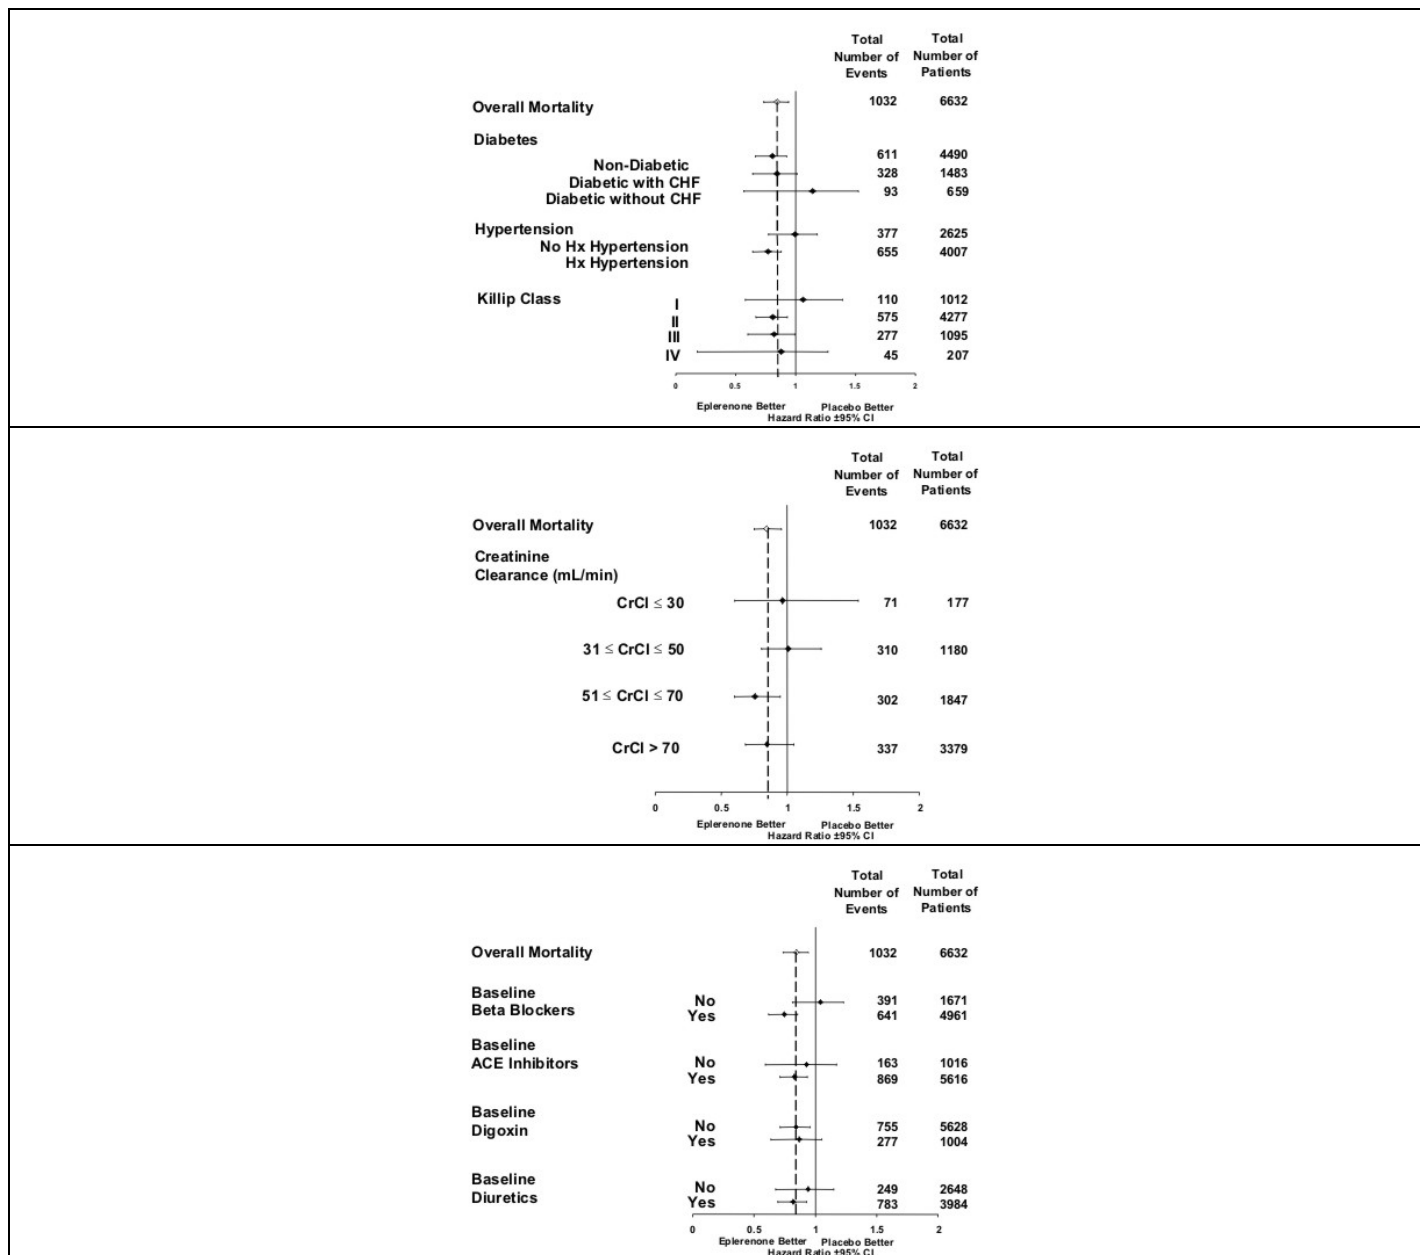 Total Total
Number of Number of
Events Patients
Overall Mortality 1032 6632
Diabetes
Non-Diabetic 611 4490
Diabetic with CHF 328 1483
Diabetic without CHF 93 659
Hypertension
No Hx Hypertension 377 2625
Hx Hypertension 655 4007
Killip Class
I 110 1012
II 575 4277
III 277 1095
IV 45 207
0 0.5 1 1.5 2
Eplerenone Better Placebo Better
Hazard Ratio ±95% CI
Total Total
Number of Number of
Events Patients
Overall Mortality 1032 6632
Creatinine
Clearance (mL/min)
CrCl ≤ 30 71 177
31 ≤ CrCl ≤ 50 310 1180
51 ≤ CrCl ≤ 70 302 1847
CrCl > 70 337 3379
0 0.5 1 1.5 2
Eplerenone Better Placebo Better
Hazard Ratio ±95% CI
Total Total
Number of Number of
Events Patients
Overall Mortality 1032 6632
Baseline
Beta Blockers
No 391 1671
Yes 641 4961
Baseline
ACE Inhibitors
No 163 1016
Yes 869 5616
Baseline
Digoxin
No 755 5628
Yes 277 1004
Baseline
Diuretics
No 249 2648
Yes 783 3984
0 0.5 1 1.5 2
Eplerenone Better Placebo Better
Hazard Ratio ±95% CI